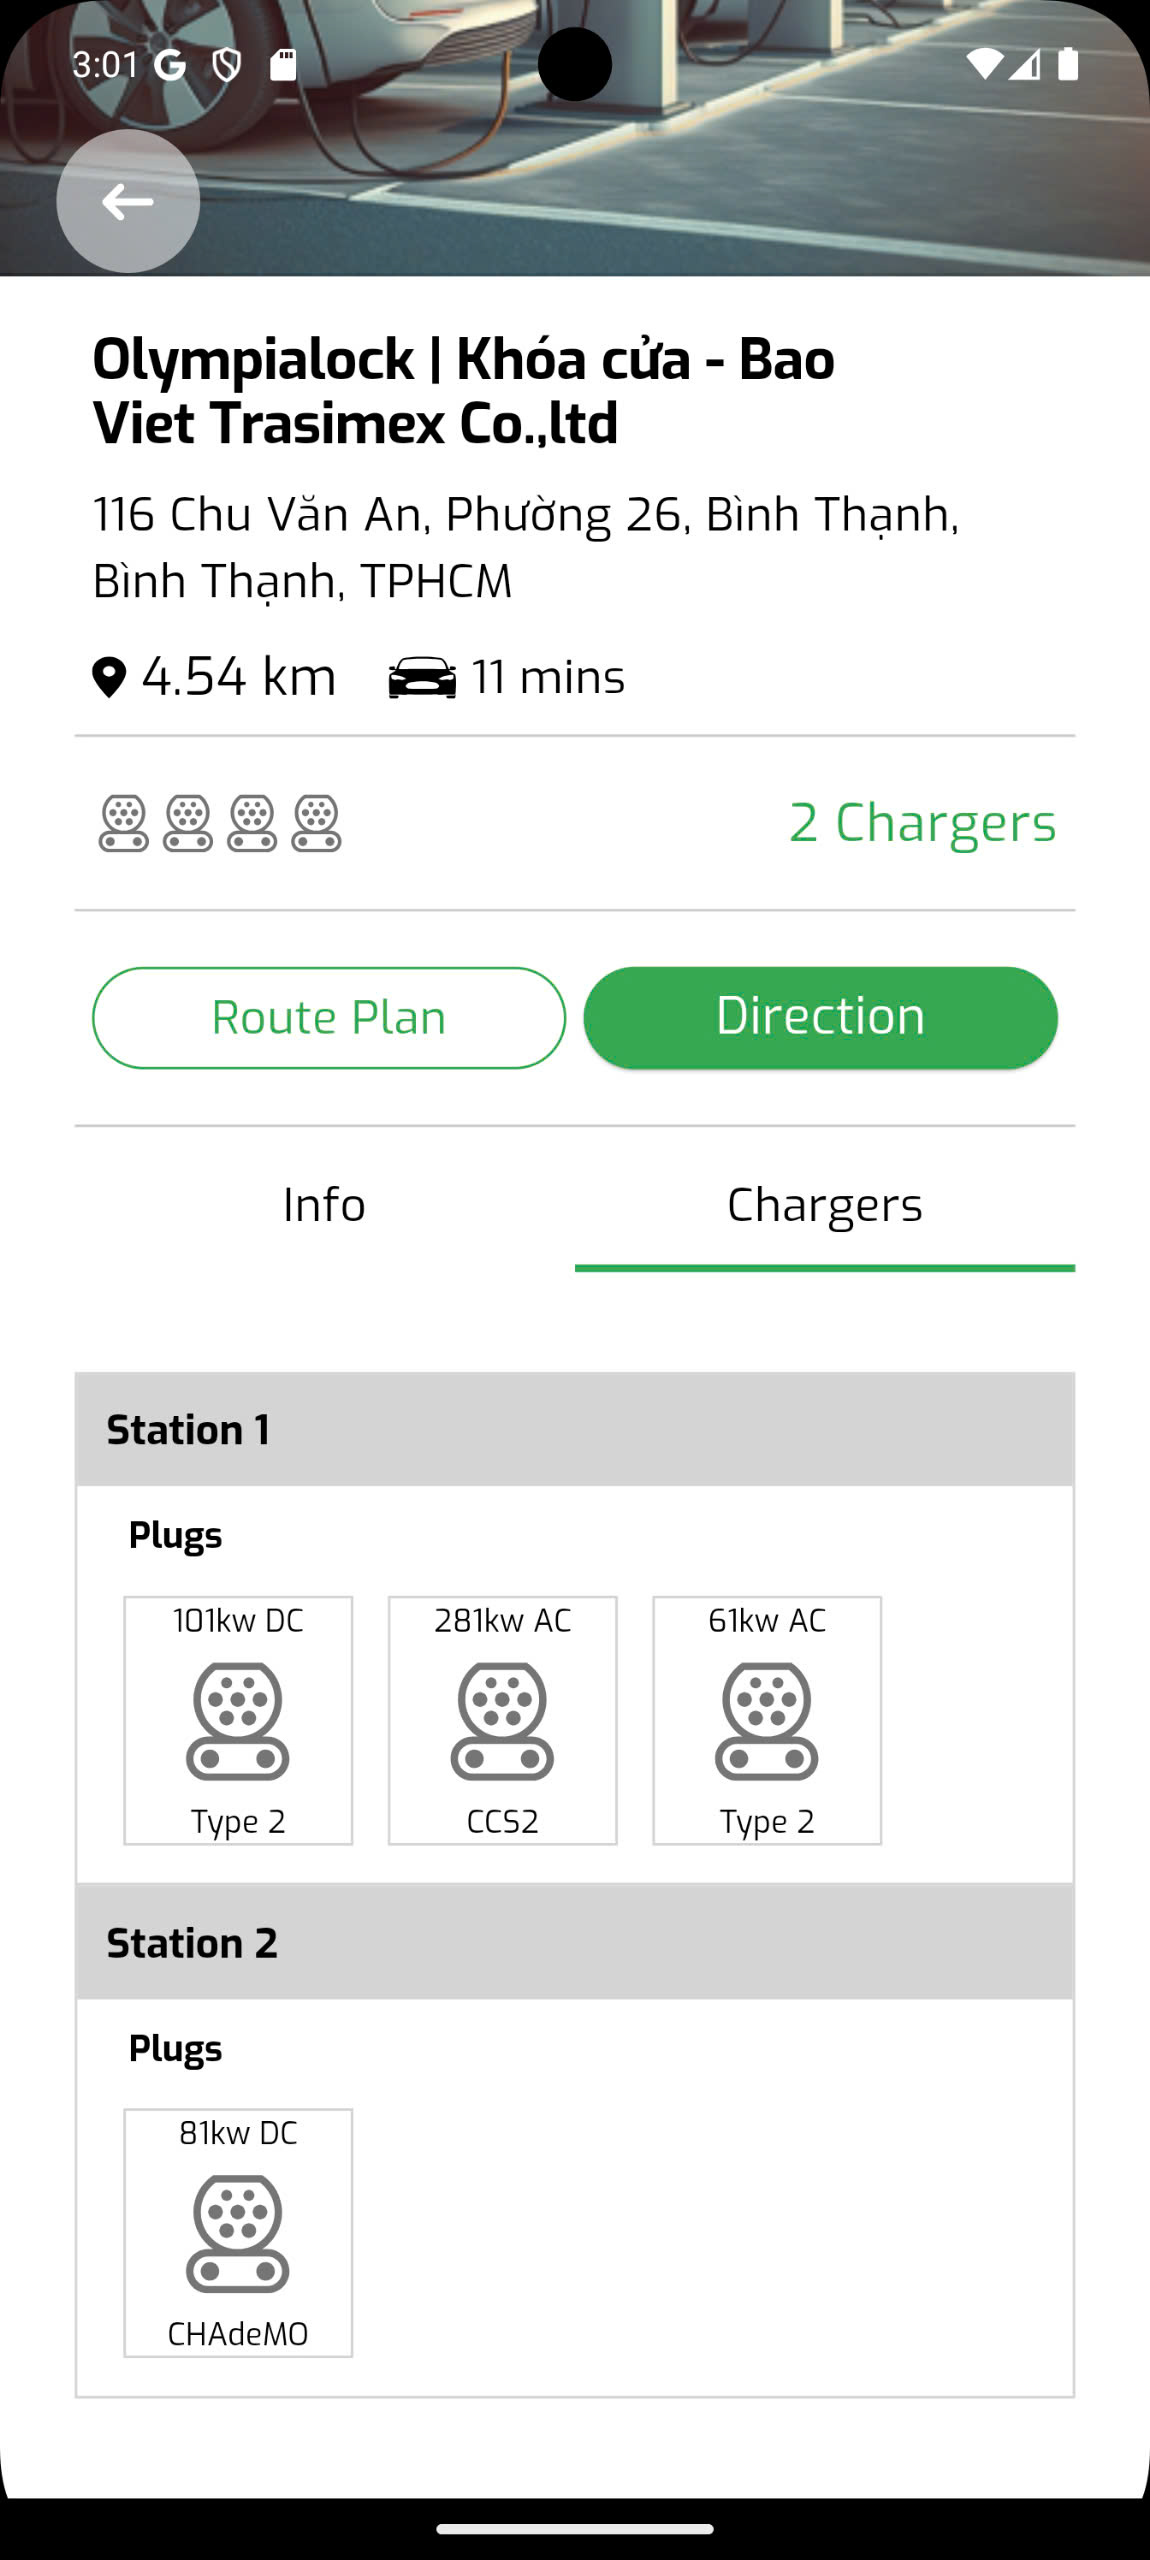 3:01
Olympialock | Khóa cửa - Bao
Viet Trasimex Co.,ltd
116 Chu Văn An, Phường 26, Bình Thạnh,
Bình Thạnh, TPHCM
4.54 km 11 mins
2 Chargers
Route Plan Direction
Info Chargers
Station 1
Plugs
101kw DC 281kw AC 61kw AC
Type 2 CCS2 Type 2
Station 2
Plugs
81kw DC
CHAdeMO